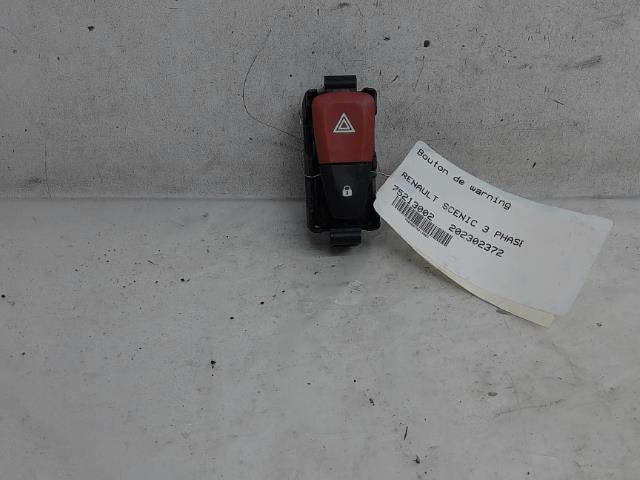 Bouton de warning
RENAULT SCENIC 3 PHASE
75213002 202302372